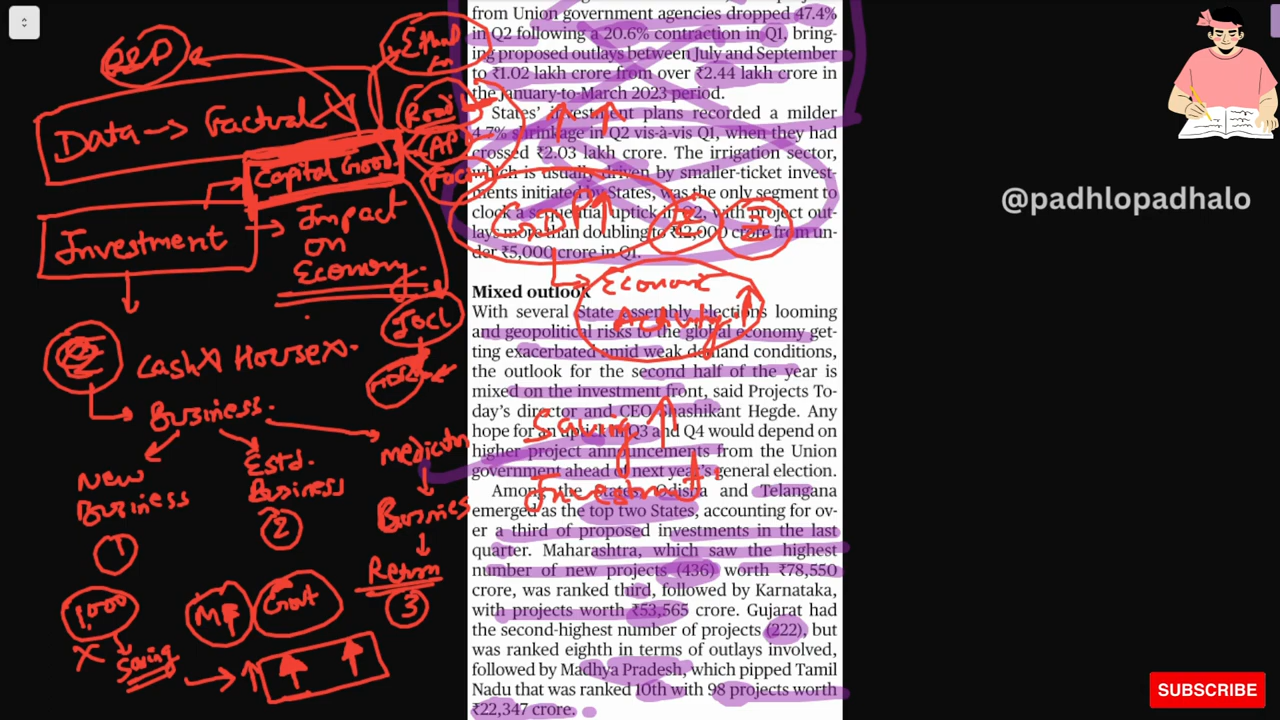 from Union government agencies dropped 47.4%
in Q2 following a 20.6% contraction in Q1, bring-
ing proposed outlays between July and September
to ₹1.02 lakh crore from over ₹2.44 lakh crore in
the January-to-March 2023 period.
States' investment plans recorded a milder
4.7% shrinkage in Q2 vis-à-vis Q1, when they had
crossed ₹2.03 lakh crore. The irrigation sector,
which is usually driven by smaller-ticket invest-
ments initiated by States, was the only segment to
clock a sequential uptick in Q2, with project out-
lays more than doubling to ₹12,000 crore from un-
der ₹5,000 crore in Q1.
Mixed outlook
With several State assembly elections looming
and geopolitical risks to the global economy get-
ting exacerbated amid weak demand conditions,
the outlook for the second half of the year is
mixed on the investment front, said Projects To-
day's director and CEO Shashikant Hegde. Any
hope for an uptick in Q3 and Q4 would depend on
higher project announcements from the Union
government ahead of next year's general election.
Among the States, Odisha and Telangana
emerged as the top two States, accounting for ov-
er a third of proposed investments in the last
quarter. Maharashtra, which saw the highest
number of new projects (436) worth ₹78,550
crore, was ranked third, followed by Karnataka,
with projects worth ₹53,565 crore. Gujarat had
the second-highest number of projects (222), but
was ranked eighth in terms of outlays involved,
followed by Madhya Pradesh, which pipped Tamil
Nadu that was ranked 10th with 98 projects worth
₹22,347 crore.
Data → Factual
Capital Good
Investment → Impact
on
Economy.
Cash X House X.
Business.
New
Business
1
Estd.
Business
2
Business
Return
3
1,000
Saving
MF
Govt
Road
IOCL
Economic
Activity
Saving
Investment
@padhlopadhalo
SUBSCRIBE